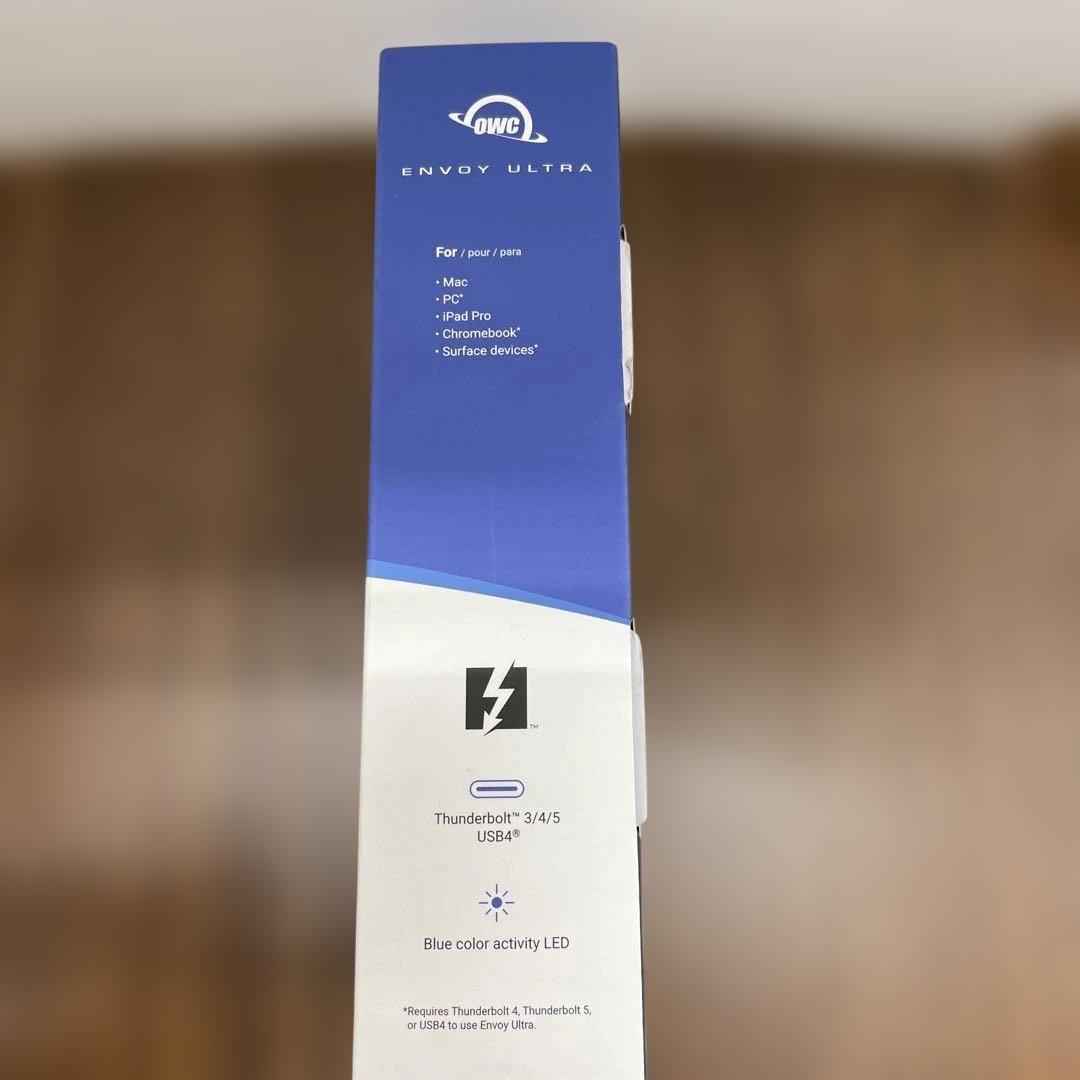 OWC
ENVOY ULTRA
For / pour / para
• Mac
• PC*
• iPad Pro
• Chromebook*
• Surface devices*
™
Thunderbolt™ 3/4/5
USB4®
Blue color activity LED
*Requires Thunderbolt 4, Thunderbolt 5,
or USB4 to use Envoy Ultra.